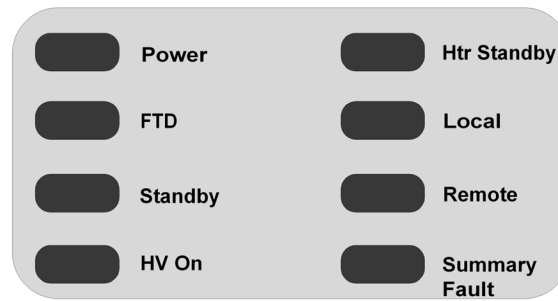 Power
FTD
Standby
HV On
Htr Standby
Local
Remote
Summary
Fault